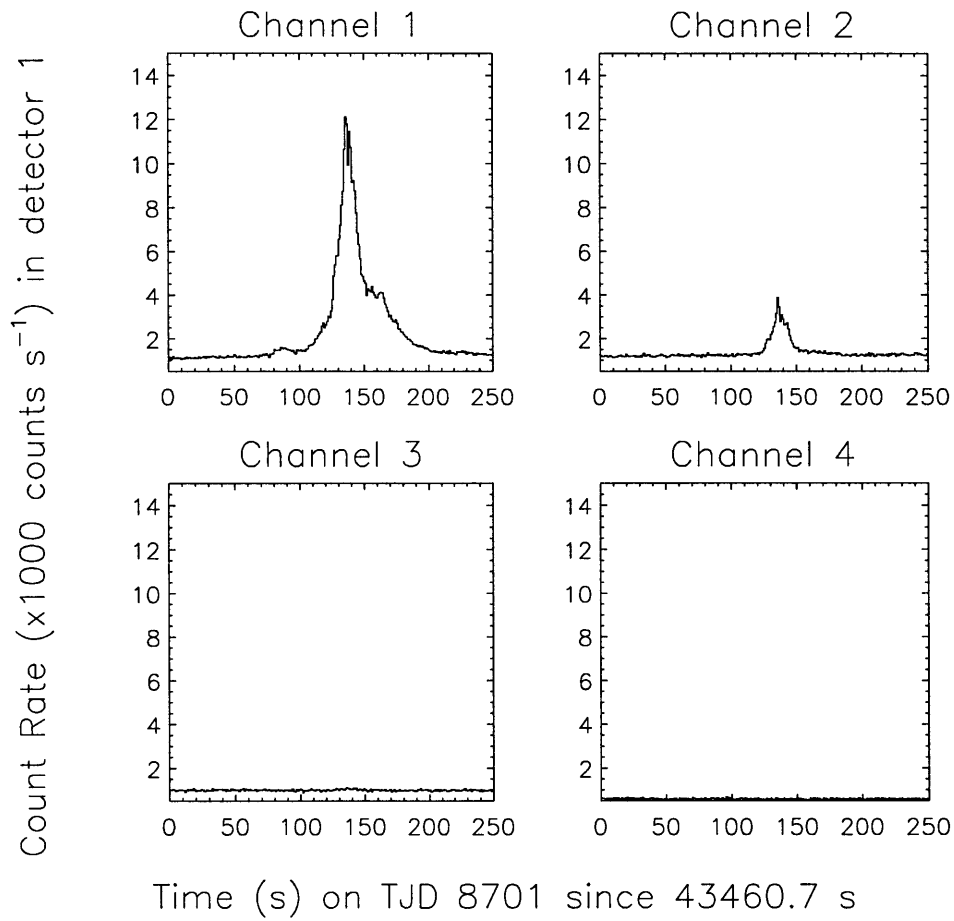 Channel 1
Channel 2
Count Rate (x1000 counts s⁻¹) in detector 1
14
12
10
8
6
4
2
0 50 100 150 200 250
14
12
10
8
6
4
2
0 50 100 150 200 250
Channel 3
Channel 4
14
12
10
8
6
4
2
0 50 100 150 200 250
14
12
10
8
6
4
2
0 50 100 150 200 250
Time (s) on TJD 8701 since 43460.7 s